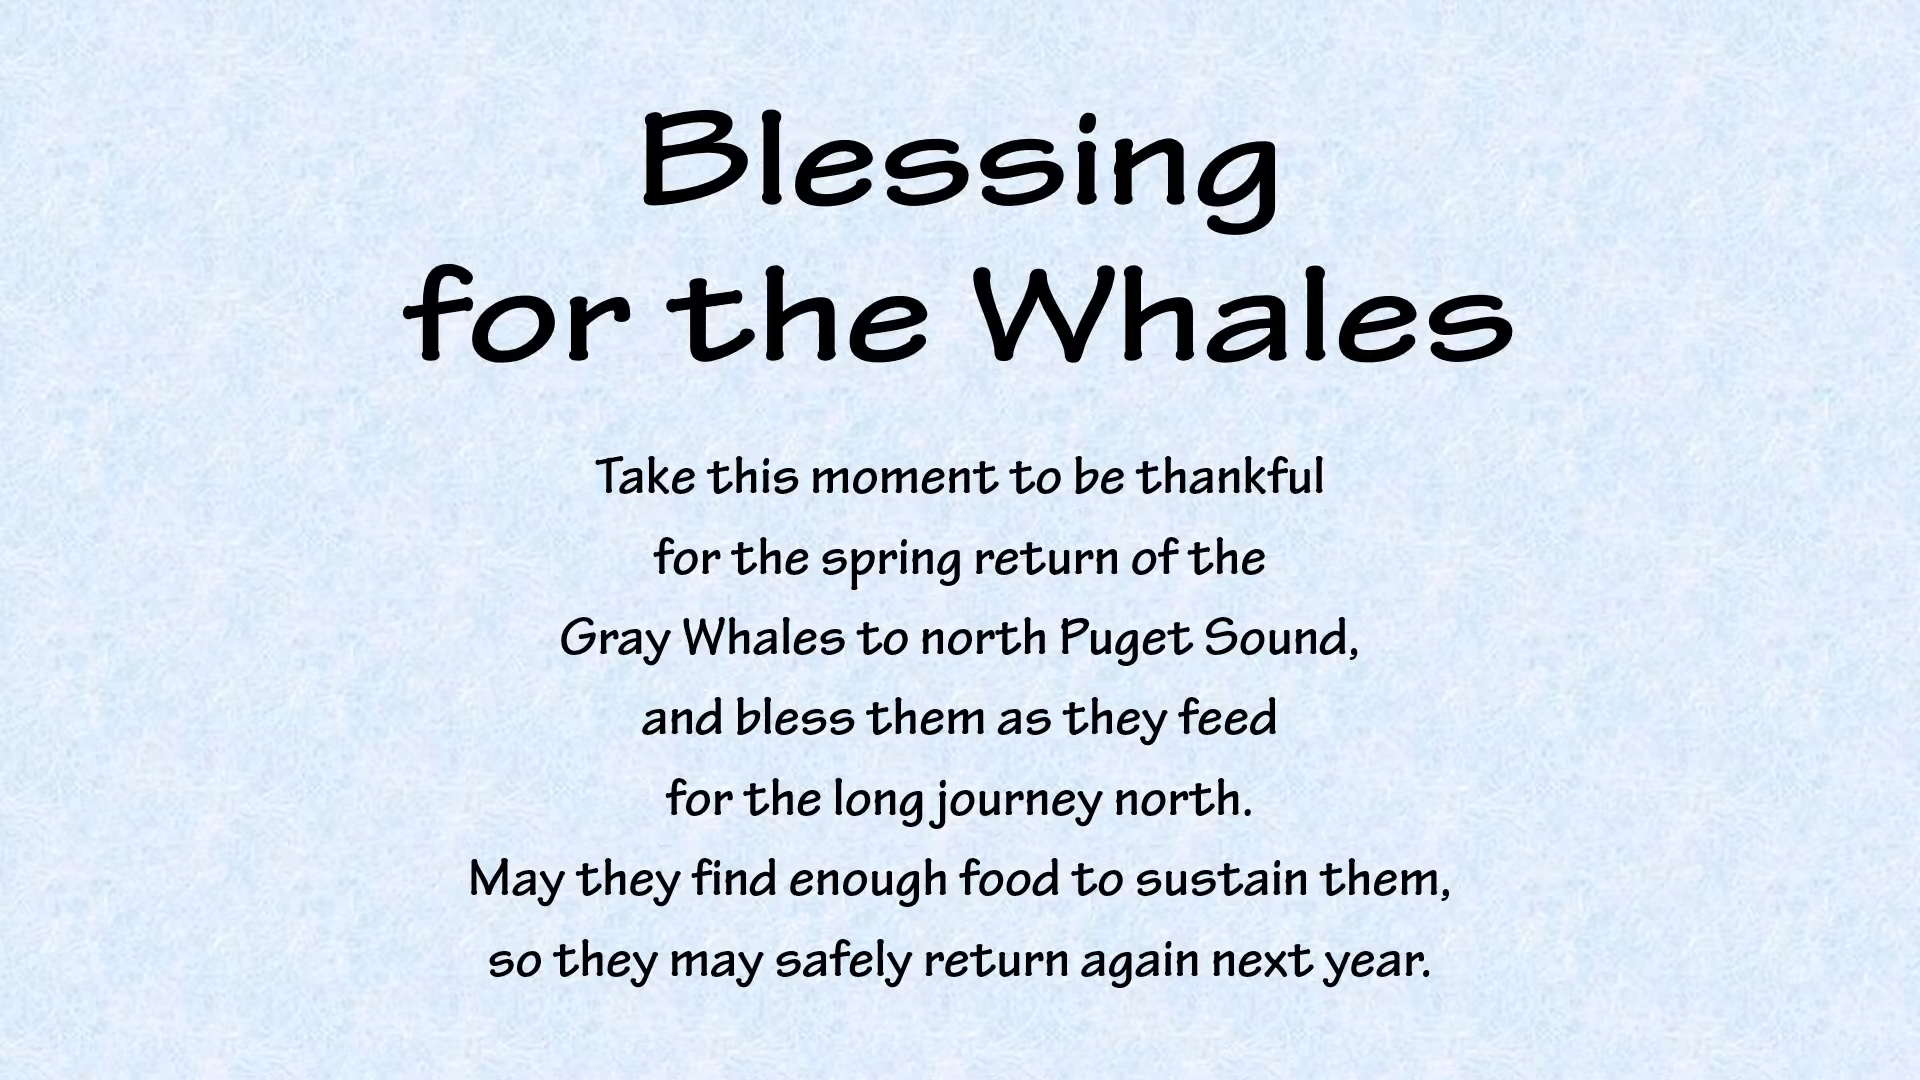 Blessing
for the Whales
Take this moment to be thankful
for the spring return of the
Gray Whales to north Puget Sound,
and bless them as they feed
for the long journey north.
May they find enough food to sustain them,
so they may safely return again next year.